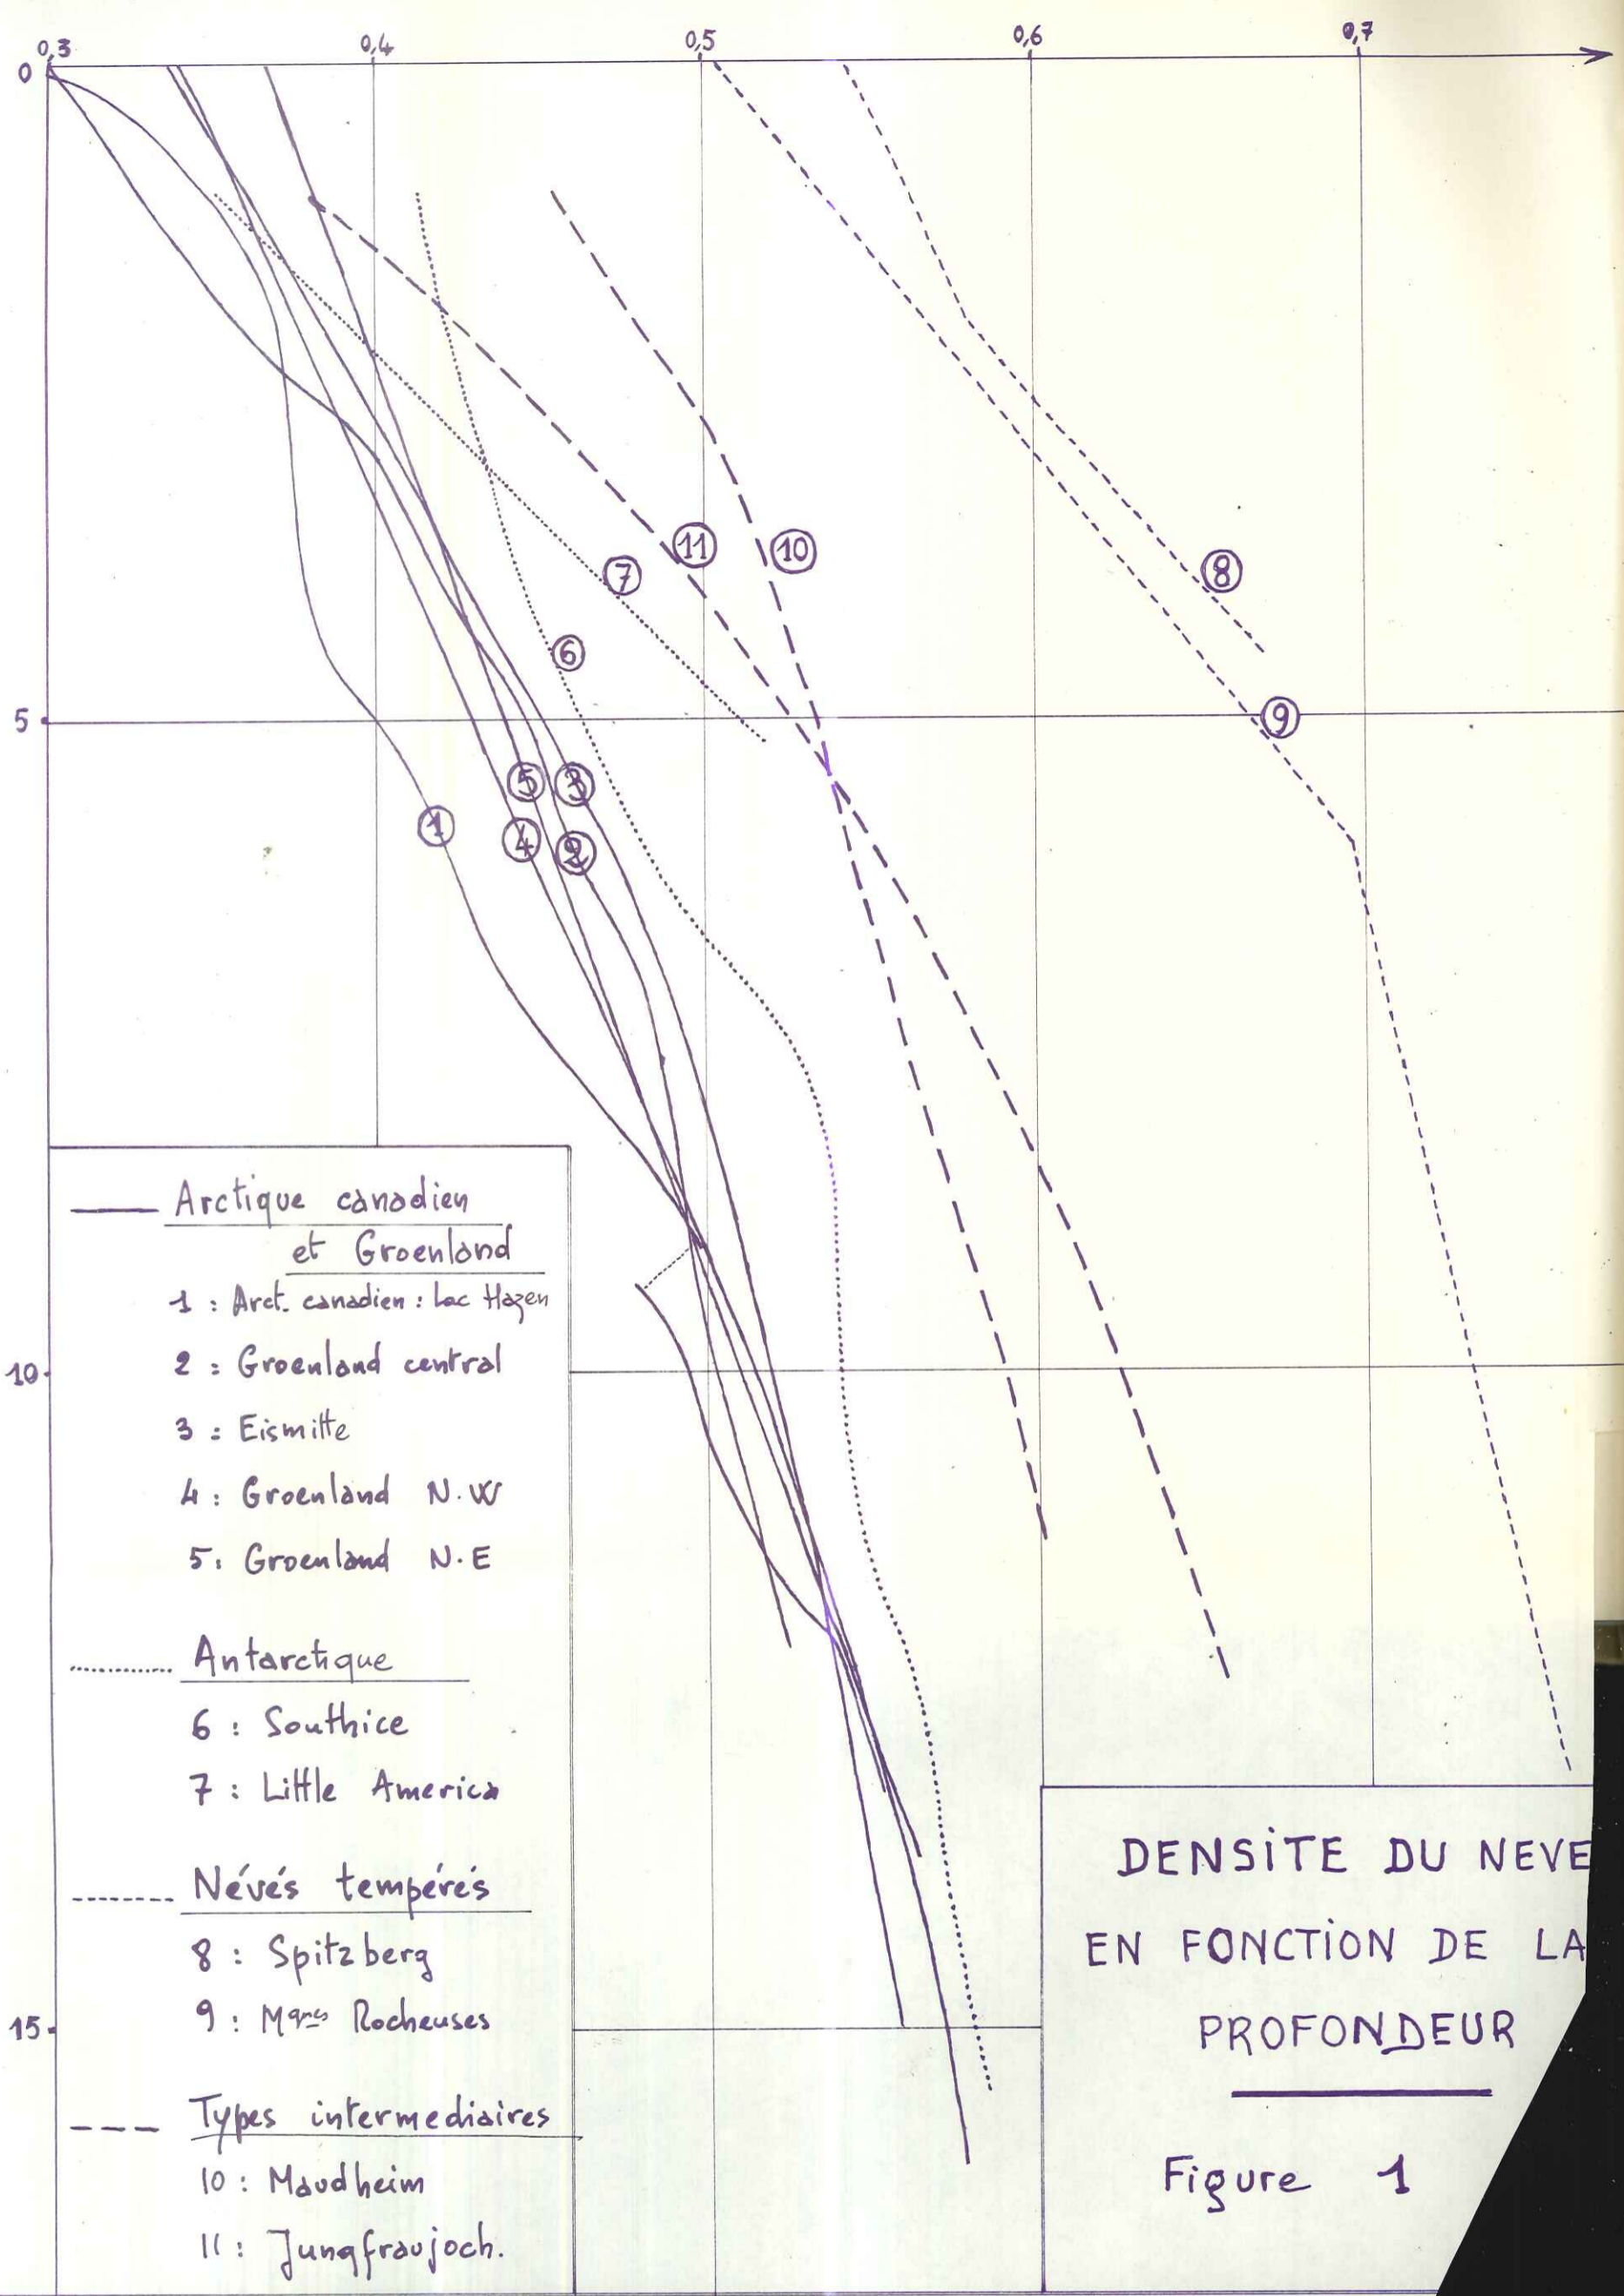 0,3 0,4 0,5 0,6 0,7
0
11
10
7
8
6
5
9
5
3
1
4
2
Arctique canadien
et Groenland
1 : Arct. canadien : Lac Hazen
2 : Groenland central
10
3 : Eismitte
4 : Groenland N.W
5 : Groenland N.E
Antarctique
6 : Southice
7 : Little America
DENSITE DU NEVE
Névés tempérés
EN FONCTION DE LA
8 : Spitzberg
9 : Mgnes Rocheuses
15
PROFONDEUR
Types intermediaires
10 : Maudheim
Figure 1
11 : Jungfraujoch.